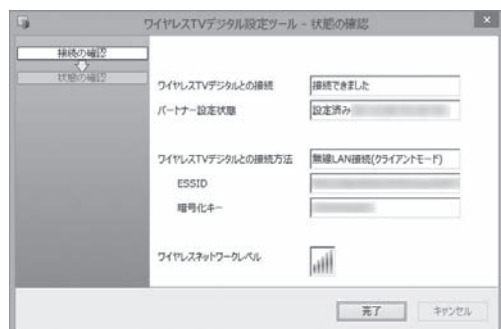 ワイヤレスTVデジタル設定ツール - 状態の確認
接続の確認
状態の確認
ワイヤレスTVデジタルとの接続 接続できました
パートナー設定状態 設定済み
ワイヤレスTVデジタルとの接続方法 無線LAN接続(クライアントモード)
ESSID
暗号化キー
ワイヤレスネットワークレベル
完了 キャンセル